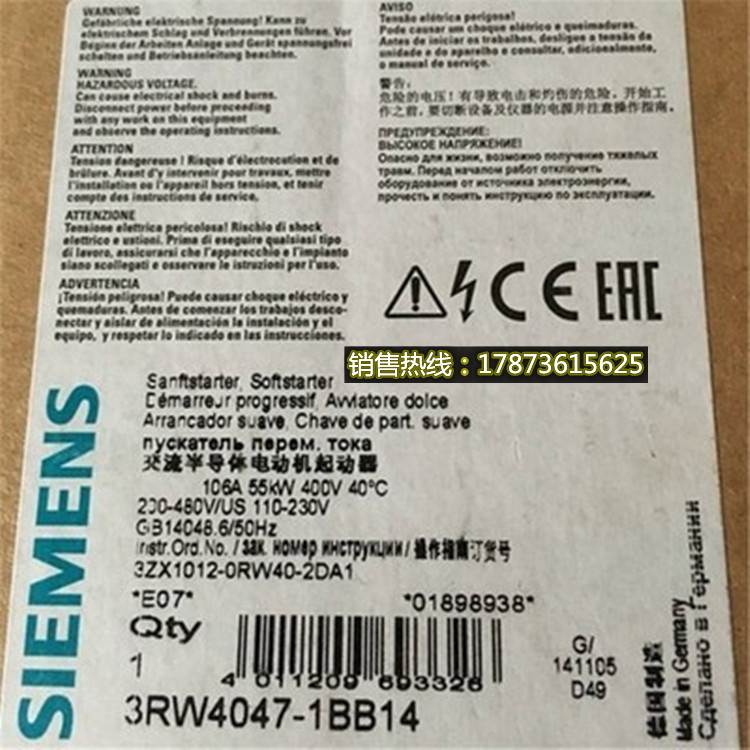 WARNUNG
Gefährliche elektrische Spannung! Kann zu
elektrischem Schlag und Verbrennungen führen. Vor
Beginn der Arbeiten Anlage und Gerät spannungsfrei
schalten und Betriebsanleitung beachten.
WARNING
HAZARDOUS VOLTAGE.
Can cause electrical shock and burns.
Disconnect power before proceeding
with any work on this equipment
and observe the operating instructions.
ATTENTION
Tension dangereuse ! Risque d'électrocution et de
brûlure. Avant d'y intervenir pour travaux, mettre
l'installation ou l'appareil hors tension, et tenir
compte des instructions de service.
ATTENZIONE
Tensione elettrica pericolosa! Rischio di shock
elettrico e ustioni. Prima di eseguire qualsiasi tipo
di lavoro, assicurarsi che l'apparecchio e l'impianto
siano scollegati e osservare le istruzioni per l'uso.
ADVERTENCIA
¡Tensión peligrosa! Puede causar choque eléctrico y
quemaduras. Antes de comenzar los trabajos desco-
nectar y aislar de alimentación la instalación y el
equipo, y respetar lo indicado en las instrucciones.
AVISO
Tensão elétrica perigosa!
Pode causar um choque elétrico e queimaduras.
Antes de iniciar os trabalhos, desligue a tensão da
unidade e do aparelho e consultar, adicionalmente,
o manual de serviço.
警告:
危险的电压!有导致电击和灼伤的危险。开始工
作之前,要切断设备及仪器的电源并注意操作指南。
ПРЕДУПРЕЖДЕНИЕ:
ВЫСОКОЕ НАПРЯЖЕНИЕ!
Опасно для жизни, возможно получение тяжелых
травм. Перед началом работ отключить
оборудование от источника электроэнергии,
прочесть и понять инструкцию по эксплуатации.
CE EAC
销售热线:17873615625
SIEMENS
Sanftstarter, Softstarter
Démarreur progressif, Avviatore dolce
Arrancador suave, Chave de part. suave
пускатель перем. тока
交流半导体电动机起动器
106A 55kW 400V 40°C
200-480V/US 110-230V
GB14048.6/50Hz
Instr.Ord.No. / зак. номер инструкции / 操作指南订货号
3ZX1012-0RW40-2DA1
*E07* *01898938*
Qty
1
4 011209 693326
G/
141105
D49
3RW4047-1BB14
德国制造
Made in Germany
Сделано в Германии